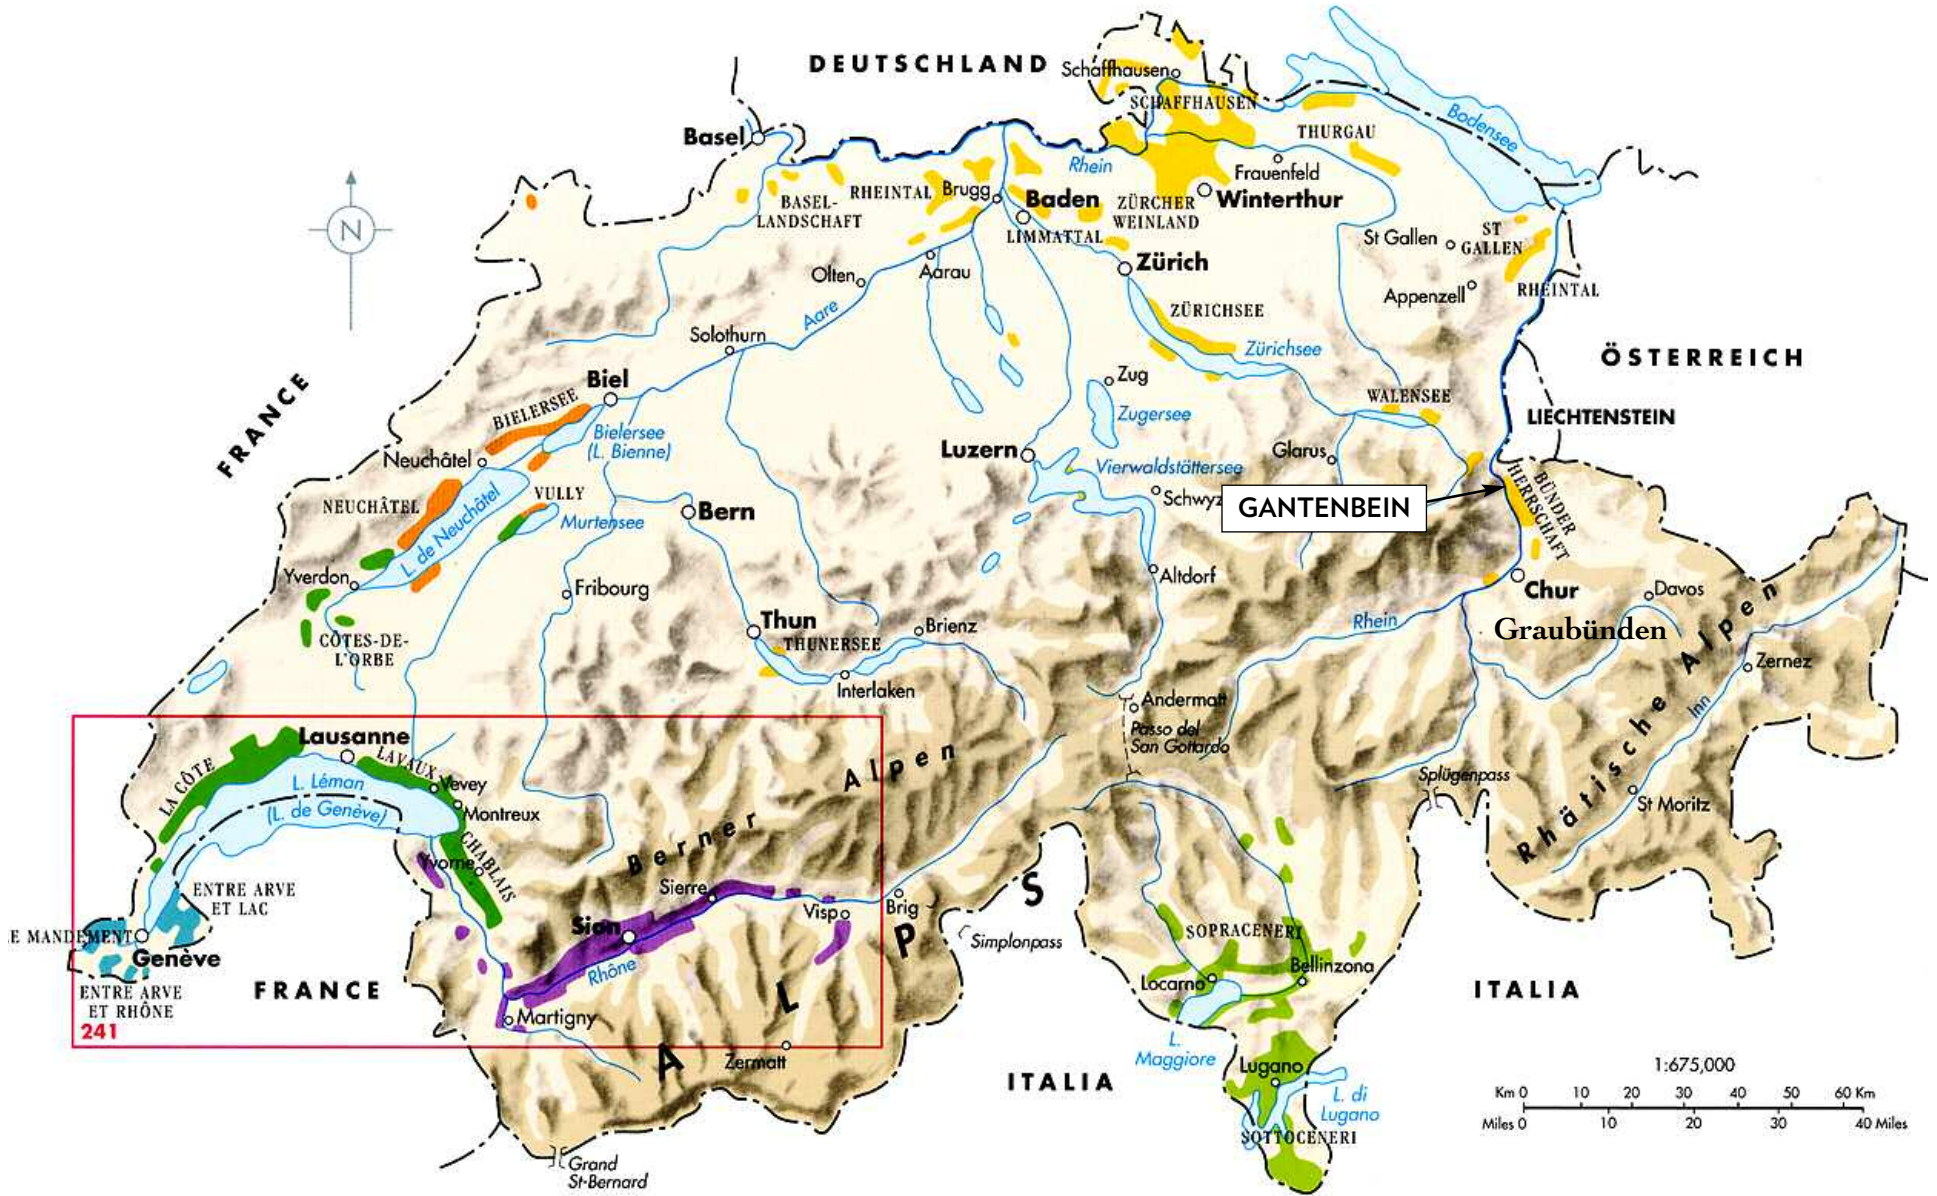 DEUTSCHLAND
Schaffhausen
SCHAFFHAUSEN
Bodensee
Basel
THURGAU
Rhein
Frauenfeld
RHEINTAL
Brugg
Baden
Winterthur
BASEL-
LANDSCHAFT
ZÜRCHER
WEINLAND
N
LIMMATTAL
St Gallen
ST
GALLEN
Olten
Aarau
Zürich
Appenzell
RHEINTAL
Aare
ZÜRICHSEE
Solothurn
Zürichsee
ÖSTERREICH
FRANCE
Biel
Zug
BIELERSEE
WALENSEE
Zugersee
LIECHTENSTEIN
Bielersee
(L. Bienne)
Neuchâtel
Luzern
Glarus
Vierwaldstättersee
VULLY
Schwyz
NEUCHÂTEL
L. de Neuchâtel
Murtensee
Bern
GANTENBEIN
BÜNDER
HERRSCHAFT
Yverdon
Fribourg
Altdorf
Chur
Davos
Thun
THUNERSEE
Brienz
Rhein
Graubünden
CÔTES-DE-
L'ORBE
Interlaken
Zernez
Andermatt
Passo del
San Gottardo
Inn
Rhätische Alpen
Lausanne
LA CÔTE
LAVAUX
Vevey
L. Léman
(L. de Genève)
Montreux
Berner Alpen
Splügenpass
St Moritz
Yvorne
CHABLAIS
ENTRE ARVE
ET LAC
Sierre
Visp
Brig
Sion
Simplonpass
SOPRACENERI
E MANDEMENT
Genève
Rhône
Bellinzona
Locarno
ENTRE ARVE
ET RHÔNE
FRANCE
ITALIA
241
Martigny
Zermatt
ALPS
L.
Maggiore
ITALIA
Lugano
1:675,000
L. di
Lugano
Km 0 10 20 30 40 50 60 Km
Miles 0 10 20 30 40 Miles
SOTTOCENERI
Grand
St-Bernard